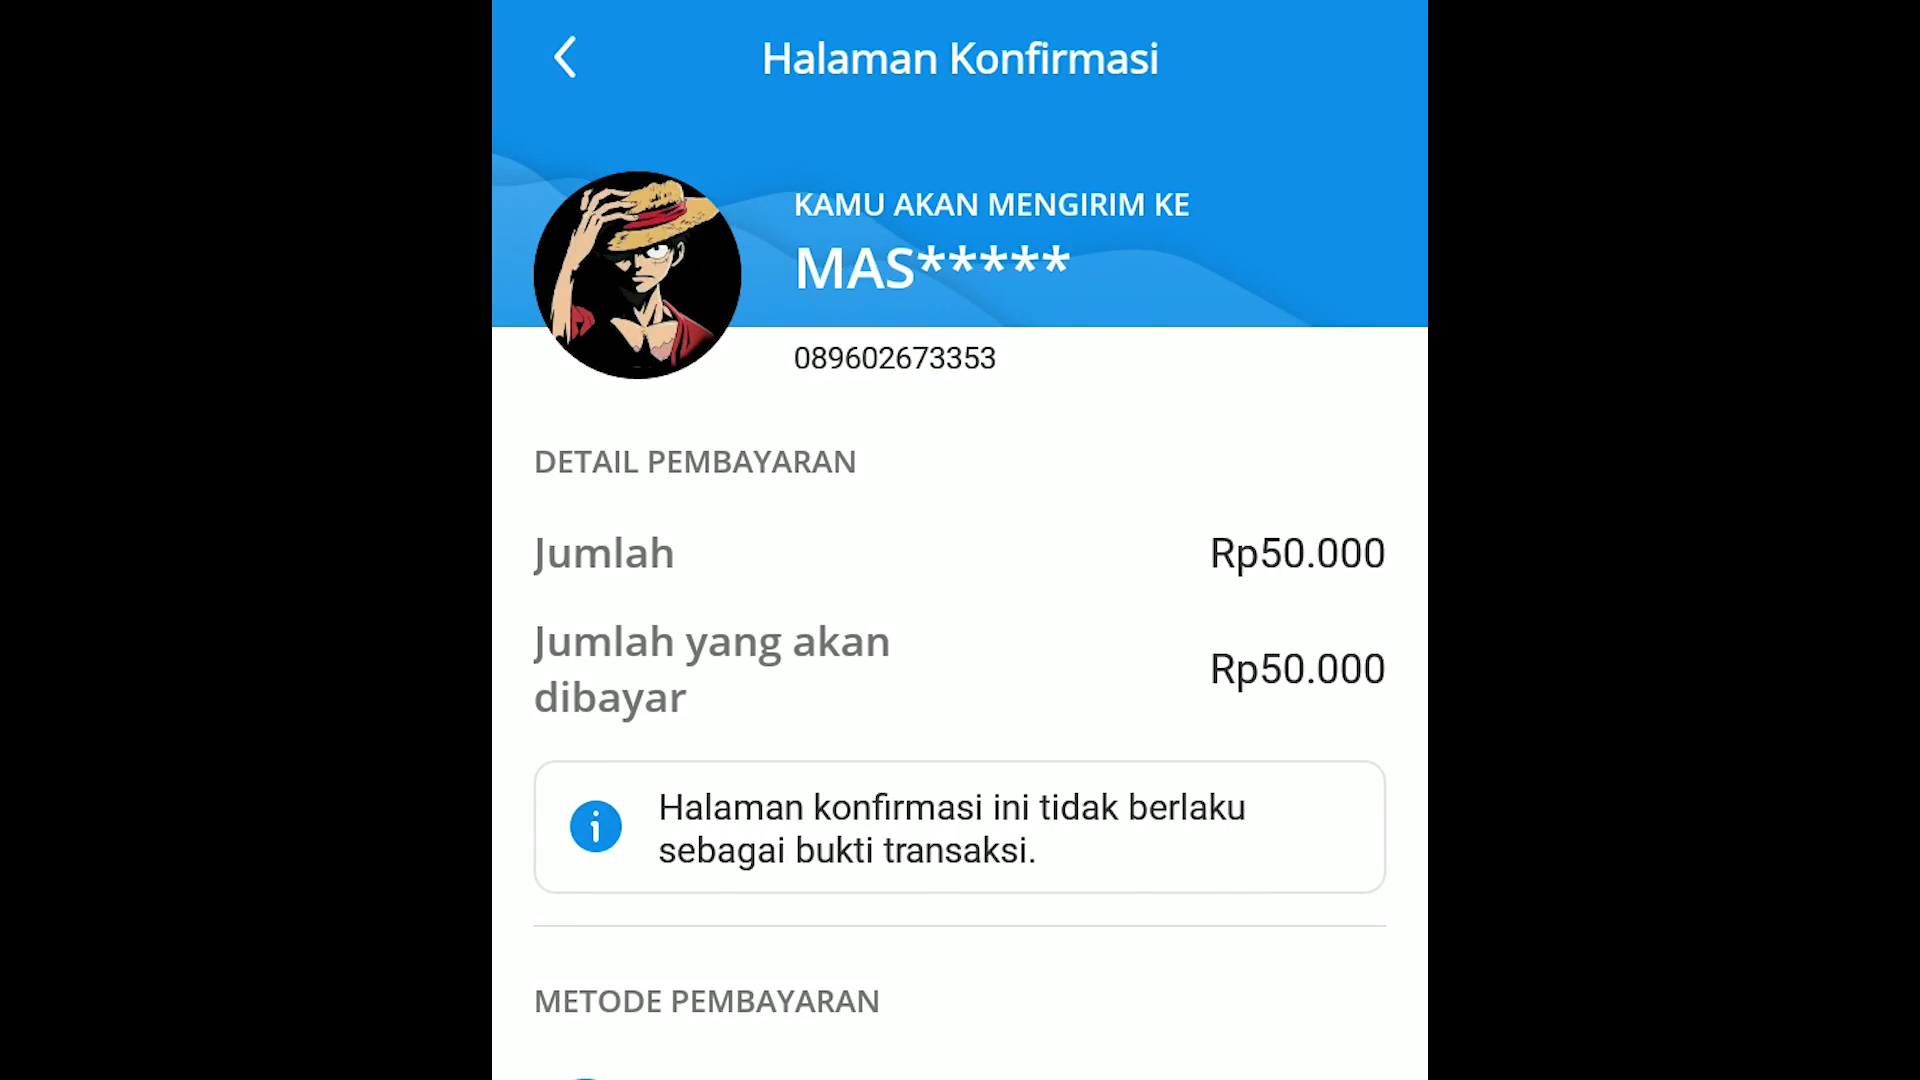 Halaman Konfirmasi
KAMU AKAN MENGIRIM KE
MAS*****
089602673353
DETAIL PEMBAYARAN
Jumlah
Rp50.000
Jumlah yang akan
dibayar
Rp50.000
Halaman konfirmasi ini tidak berlaku
sebagai bukti transaksi.
METODE PEMBAYARAN